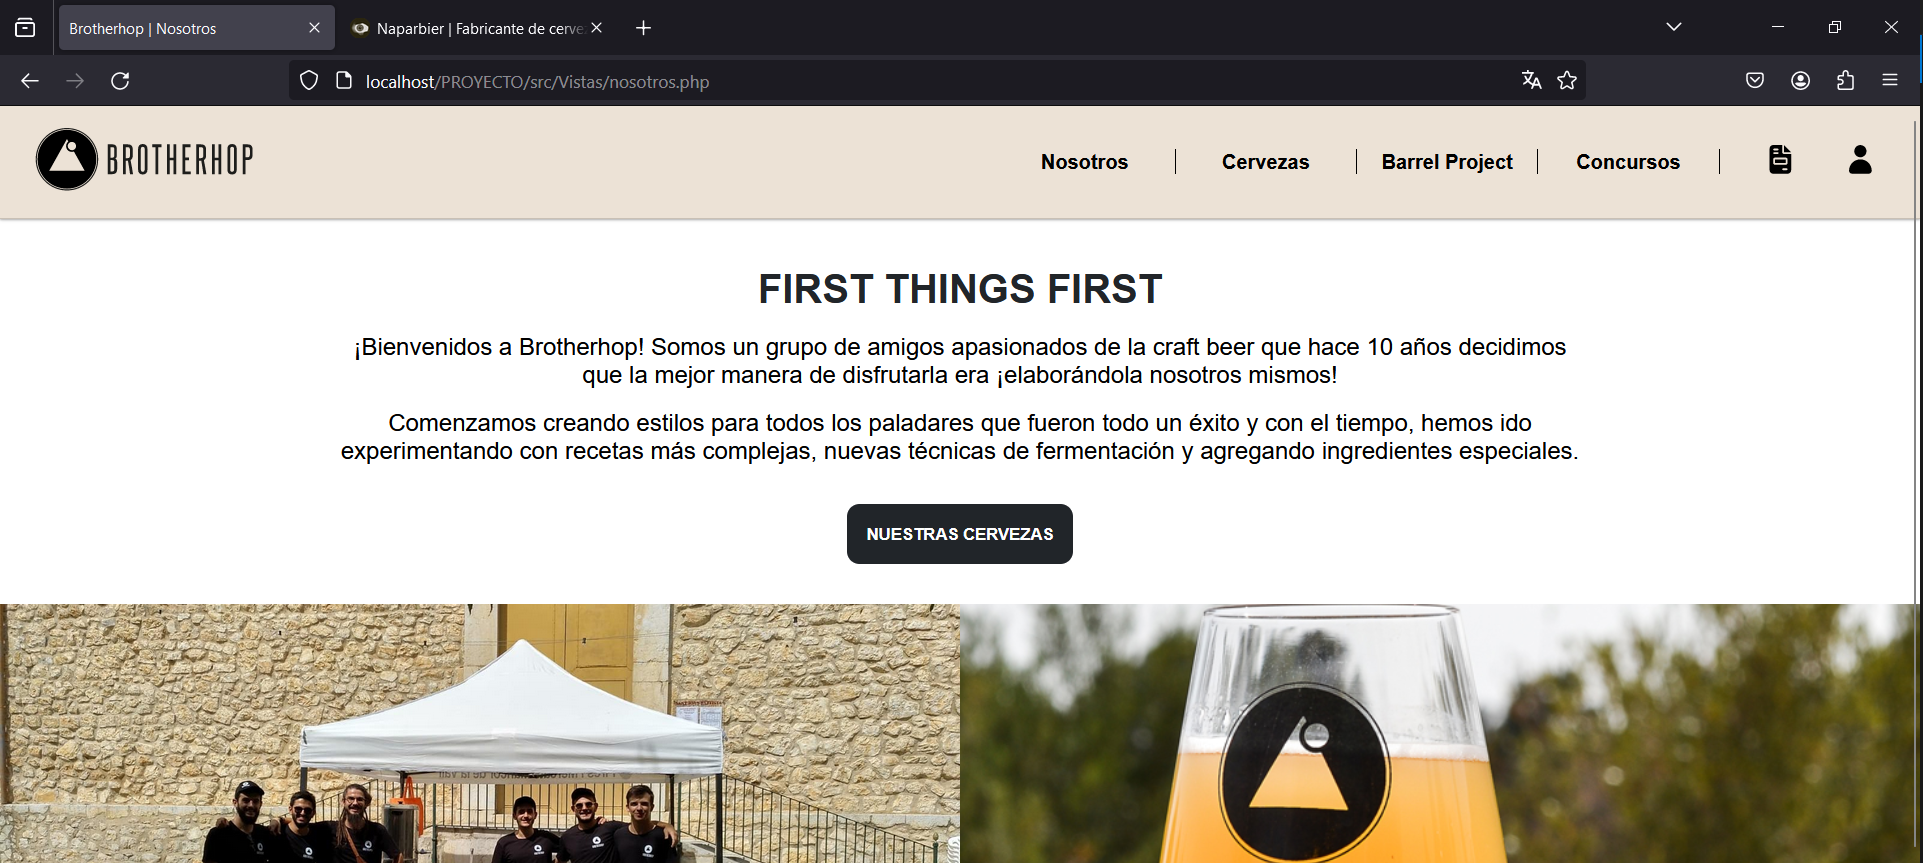 Brotherhop | Nosotros
Naparbier | Fabricante de cerve
localhost/PROYECTO/src/Vistas/nosotros.php
BROTHERHOP
Nosotros
Cervezas
Barrel Project
Concursos
FIRST THINGS FIRST
¡Bienvenidos a Brotherhop! Somos un grupo de amigos apasionados de la craft beer que hace 10 años decidimos
que la mejor manera de disfrutarla era ¡elaborándola nosotros mismos!
Comenzamos creando estilos para todos los paladares que fueron todo un éxito y con el tiempo, hemos ido
experimentando con recetas más complejas, nuevas técnicas de fermentación y agregando ingredientes especiales.
NUESTRAS CERVEZAS